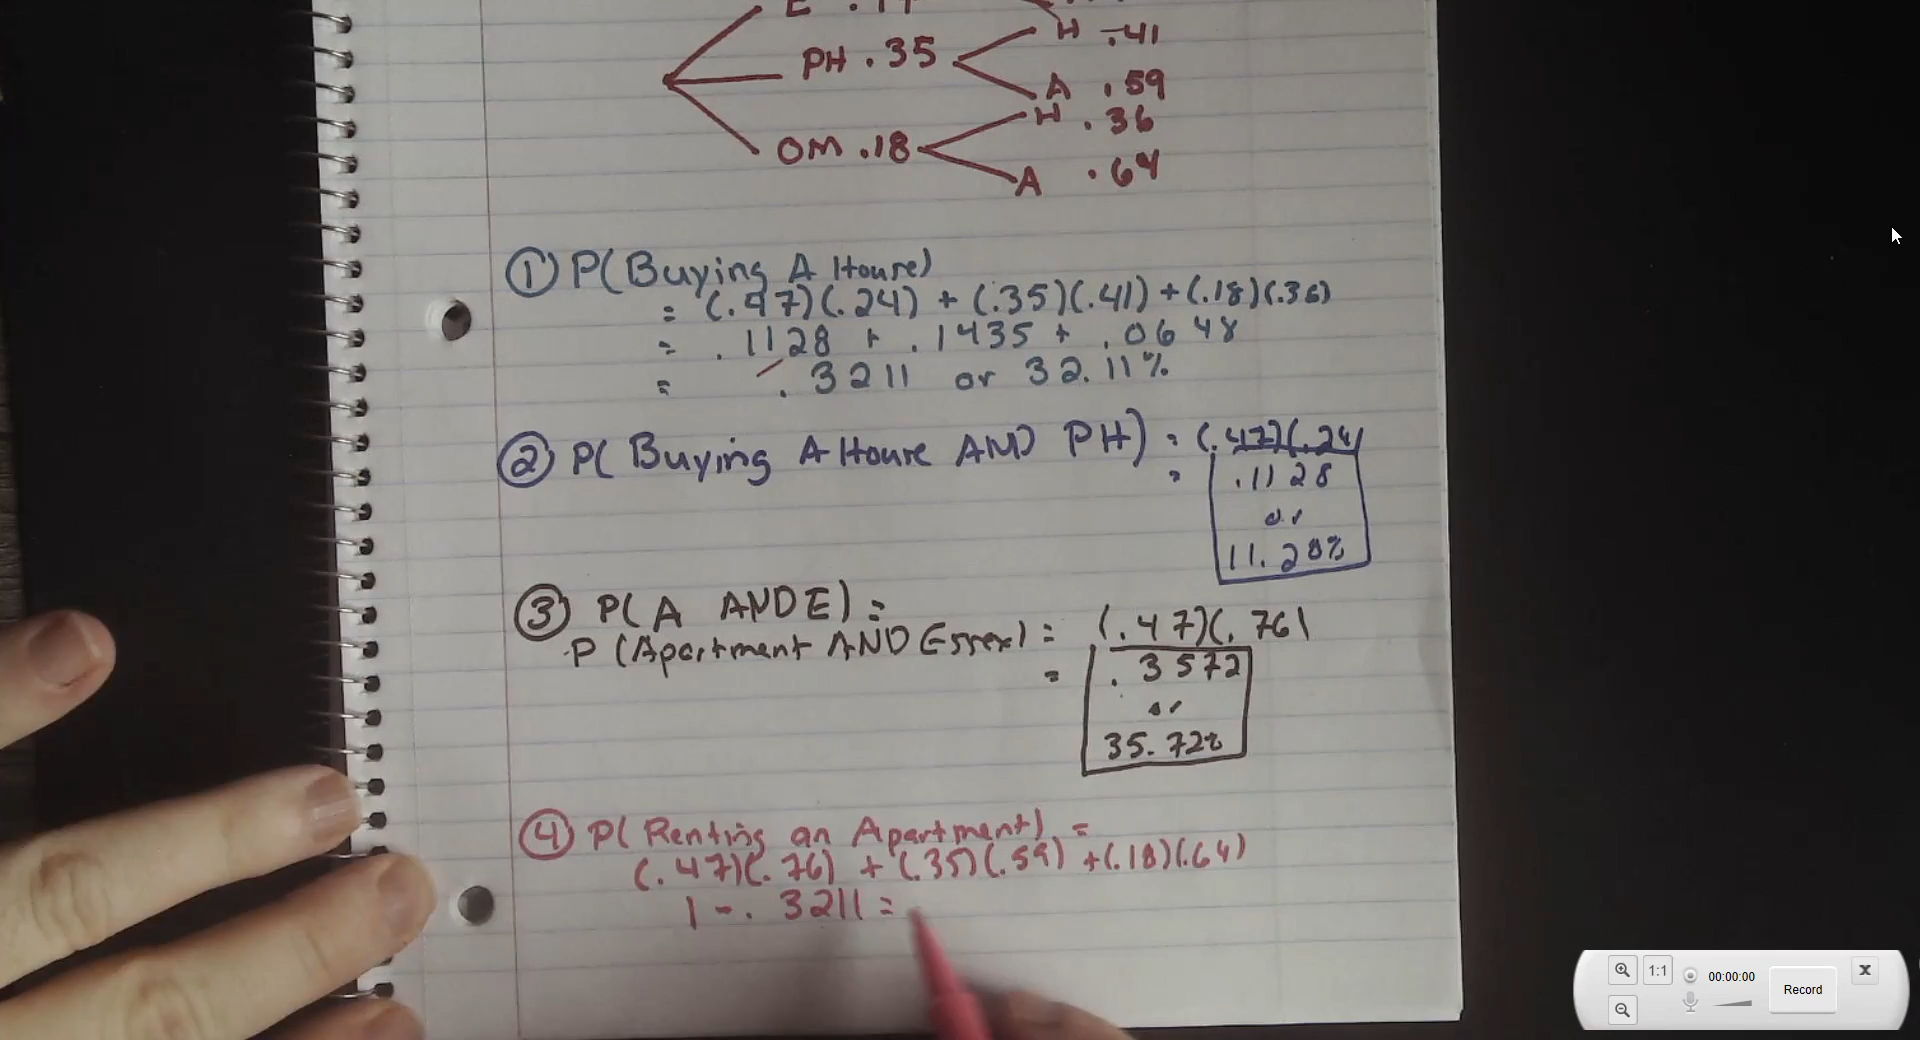 PH .35
H .41
A .59
OM .18
H .36
A .64
① P(Buying A House)
= (.47)(.24) + (.35)(.41) + (.18)(.36)
= .1128 + .1435 + .0648
= .3211 or 32.11%
② P(Buying A House AND PH) = (.47)(.24)
= .1128
or
11.28%
③ P(A AND E) =
P(Apartment AND Essex) = (.47)(.76)
= .3572
or
35.72%
④ P(Renting an Apartment) =
(.47)(.76) + (.35)(.59) + (.18)(.64)
1 - .3211 =
1:1
00:00:00
Record
x